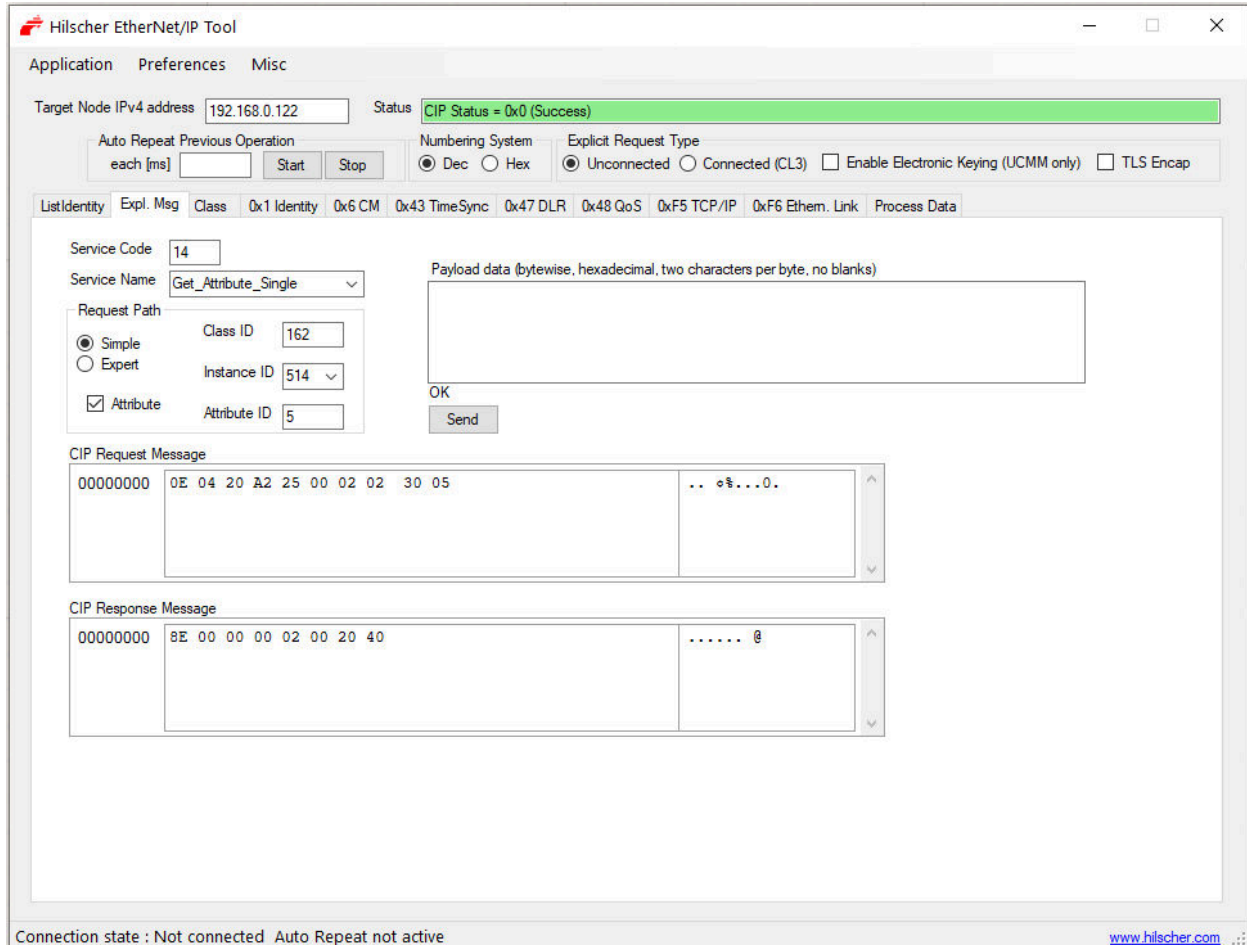 Hilscher EtherNet/IP Tool
Application Preferences Misc
Target Node IPv4 address 192.168.0.122 Status CIP Status = 0x0 (Success)
Auto Repeat Previous Operation Numbering System Explicit Request Type
each [ms] Start Stop Dec Hex Unconnected Connected (CL3) Enable Electronic Keying (UCMM only) TLS Encap
ListIdentity Expl. Msg Class 0x1 Identity 0x6 CM 0x43 TimeSync 0x47 DLR 0x48 QoS 0xF5 TCP/IP 0xF6 Ethern. Link Process Data
Service Code 14
Service Name Get_Attribute_Single
Payload data (bytewise, hexadecimal, two characters per byte, no blanks)
Request Path
Simple Class ID 162
Expert
Instance ID 514
Attribute Attribute ID 5
OK
Send
CIP Request Message
00000000 0E 04 20 A2 25 00 02 02 30 05 .. ¢%...0.
CIP Response Message
00000000 8E 00 00 00 02 00 20 40 ...... @
Connection state : Not connected Auto Repeat not active www.hilscher.com